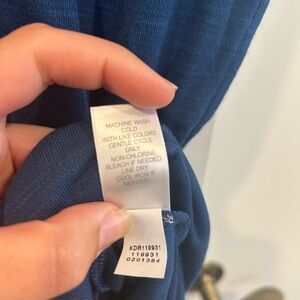 MACHINE WASH
COLD
WITH LIKE COLORS
GENTLE CYCLE
ONLY
NON-CHLORINE
BLEACH IF NEEDED.
LINE DRY
COOL IRON IF
NEEDED
KDR118931
118931
0201384